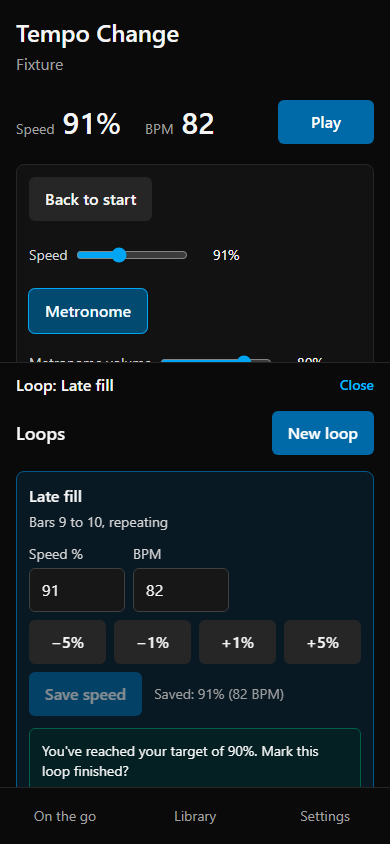 Tempo Change
Fixture
Speed 91% BPM 82 Play
Back to start
Speed 91%
Metronome
Metronome volume 80%
Loop: Late fill Close
Loops New loop
Late fill
Bars 9 to 10, repeating
Speed % BPM
91 82
−5% −1% +1% +5%
Save speed Saved: 91% (82 BPM)
You've reached your target of 90%. Mark this
loop finished?
On the go Library Settings